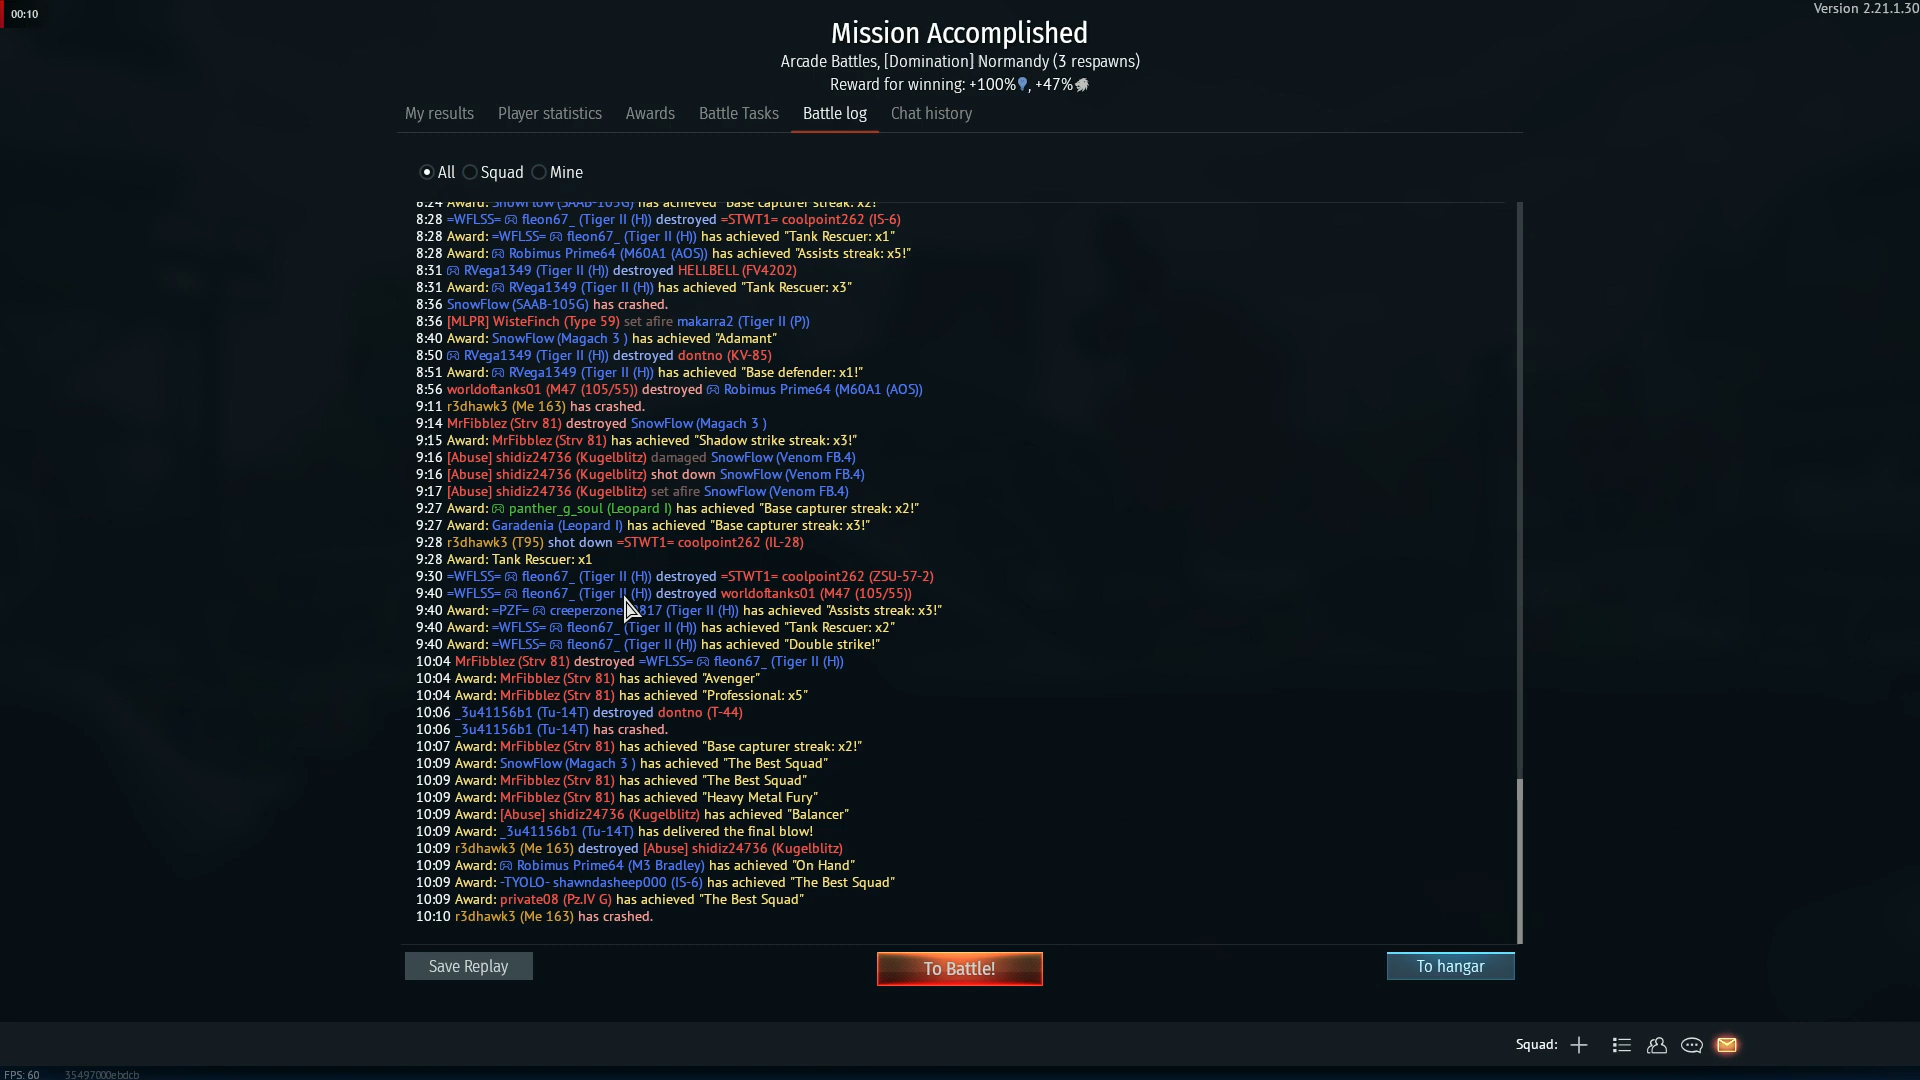 00:10
Version 2.21.1.30
Mission Accomplished
Arcade Battles, [Domination] Normandy (3 respawns)
Reward for winning: +100%, +47%
My results Player statistics Awards Battle Tasks Battle log Chat history
All Squad Mine
8:24 Award: SnowFlow (SAAB-105G) has achieved "Base capturer streak: x2!"
8:28 =WFLSS= fleon67_ (Tiger II (H)) destroyed =STWT1= coolpoint262 (IS-6)
8:28 Award: =WFLSS= fleon67_ (Tiger II (H)) has achieved "Tank Rescuer: x1"
8:28 Award: Robimus Prime64 (M60A1 (AOS)) has achieved "Assists streak: x5!"
8:31 RVega1349 (Tiger II (H)) destroyed HELLBELL (FV4202)
8:31 Award: RVega1349 (Tiger II (H)) has achieved "Tank Rescuer: x3"
8:36 SnowFlow (SAAB-105G) has crashed.
8:36 [MLPR] WisteFinch (Type 59) set afire makarra2 (Tiger II (P))
8:40 Award: SnowFlow (Magach 3 ) has achieved "Adamant"
8:50 RVega1349 (Tiger II (H)) destroyed dontno (KV-85)
8:51 Award: RVega1349 (Tiger II (H)) has achieved "Base defender: x1!"
8:56 worldoftanks01 (M47 (105/55)) destroyed Robimus Prime64 (M60A1 (AOS))
9:11 r3dhawk3 (Me 163) has crashed.
9:14 MrFibblez (Strv 81) destroyed SnowFlow (Magach 3 )
9:15 Award: MrFibblez (Strv 81) has achieved "Shadow strike streak: x3!"
9:16 [Abuse] shidiz24736 (Kugelblitz) damaged SnowFlow (Venom FB.4)
9:16 [Abuse] shidiz24736 (Kugelblitz) shot down SnowFlow (Venom FB.4)
9:17 [Abuse] shidiz24736 (Kugelblitz) set afire SnowFlow (Venom FB.4)
9:27 Award: panther_g_soul (Leopard I) has achieved "Base capturer streak: x2!"
9:27 Award: Garadenia (Leopard I) has achieved "Base capturer streak: x3!"
9:28 r3dhawk3 (T95) shot down =STWT1= coolpoint262 (IL-28)
9:28 Award: Tank Rescuer: x1
9:30 =WFLSS= fleon67_ (Tiger II (H)) destroyed =STWT1= coolpoint262 (ZSU-57-2)
9:40 =WFLSS= fleon67_ (Tiger II (H)) destroyed worldoftanks01 (M47 (105/55))
9:40 Award: =PZF= (Tiger II (H)) has achieved "Assists streak: x3!"
9:40 Award: =WFLSS= fleon67_ (Tiger II (H)) has achieved "Tank Rescuer: x2"
9:40 Award: =WFLSS= fleon67_ (Tiger II (H)) has achieved "Double strike!"
10:04 MrFibblez (Strv 81) destroyed =WFLSS= fleon67_ (Tiger II (H))
10:04 Award: MrFibblez (Strv 81) has achieved "Avenger"
10:04 Award: MrFibblez (Strv 81) has achieved "Professional: x5"
10:06 _3u41156b1 (Tu-14T) destroyed dontno (T-44)
10:06 _3u41156b1 (Tu-14T) has crashed.
10:07 Award: MrFibblez (Strv 81) has achieved "Base capturer streak: x2!"
10:09 Award: SnowFlow (Magach 3 ) has achieved "The Best Squad"
10:09 Award: MrFibblez (Strv 81) has achieved "The Best Squad"
10:09 Award: MrFibblez (Strv 81) has achieved "Heavy Metal Fury"
10:09 Award: [Abuse] shidiz24736 (Kugelblitz) has achieved "Balancer"
10:09 Award: _3u41156b1 (Tu-14T) has delivered the final blow!
10:09 r3dhawk3 (Me 163) destroyed [Abuse] shidiz24736 (Kugelblitz)
10:09 Award: Robimus Prime64 (M3 Bradley) has achieved "On Hand"
10:09 Award: -TYOLO- shawndasheep000 (IS-6) has achieved "The Best Squad"
10:09 Award: private08 (Pz.IV G) has achieved "The Best Squad"
10:10 r3dhawk3 (Me 163) has crashed.
Save Replay To Battle! To hangar
Squad:
FPS: 60 35497000ebdcb